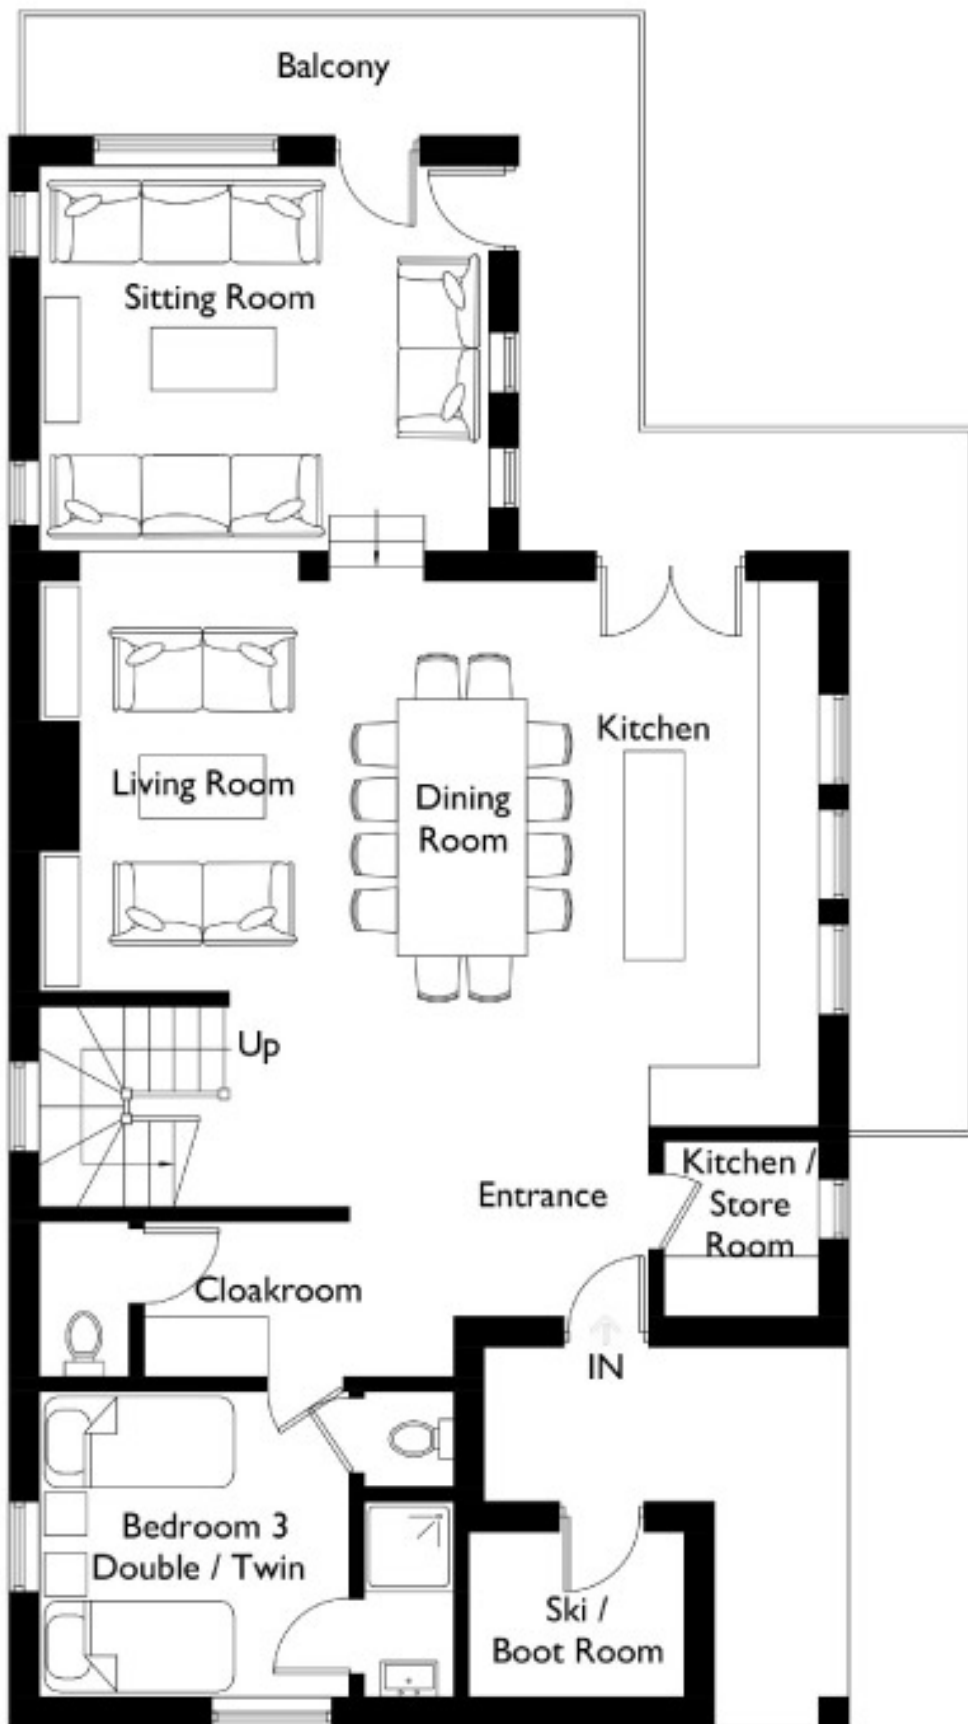 Balcony
Sitting Room
Kitchen
Living Room
Dining
Room
Up
Kitchen /
Store
Room
Entrance
Cloakroom
IN
Bedroom 3
Double / Twin
Ski /
Boot Room